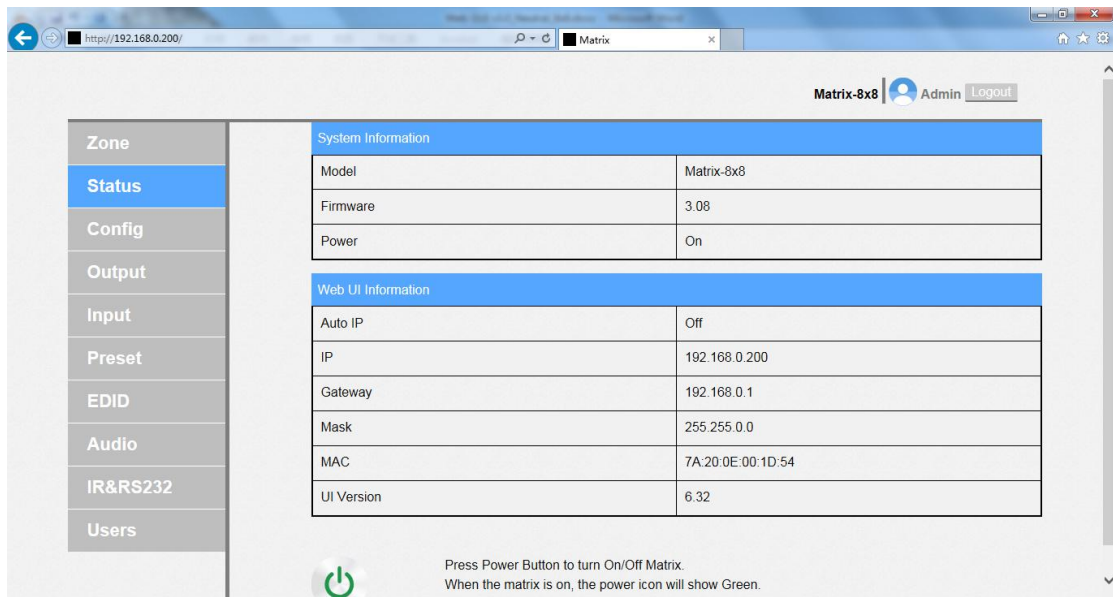 http://192.168.0.200/
Matrix
Matrix-8x8 Admin Logout
Zone
Status
Config
Output
Input
Preset
EDID
Audio
IR&RS232
Users
System Information
Model Matrix-8x8
Firmware 3.08
Power On
Web UI Information
Auto IP Off
IP 192.168.0.200
Gateway 192.168.0.1
Mask 255.255.0.0
MAC 7A:20:0E:00:1D:54
UI Version 6.32
Press Power Button to turn On/Off Matrix.
When the matrix is on, the power icon will show Green.